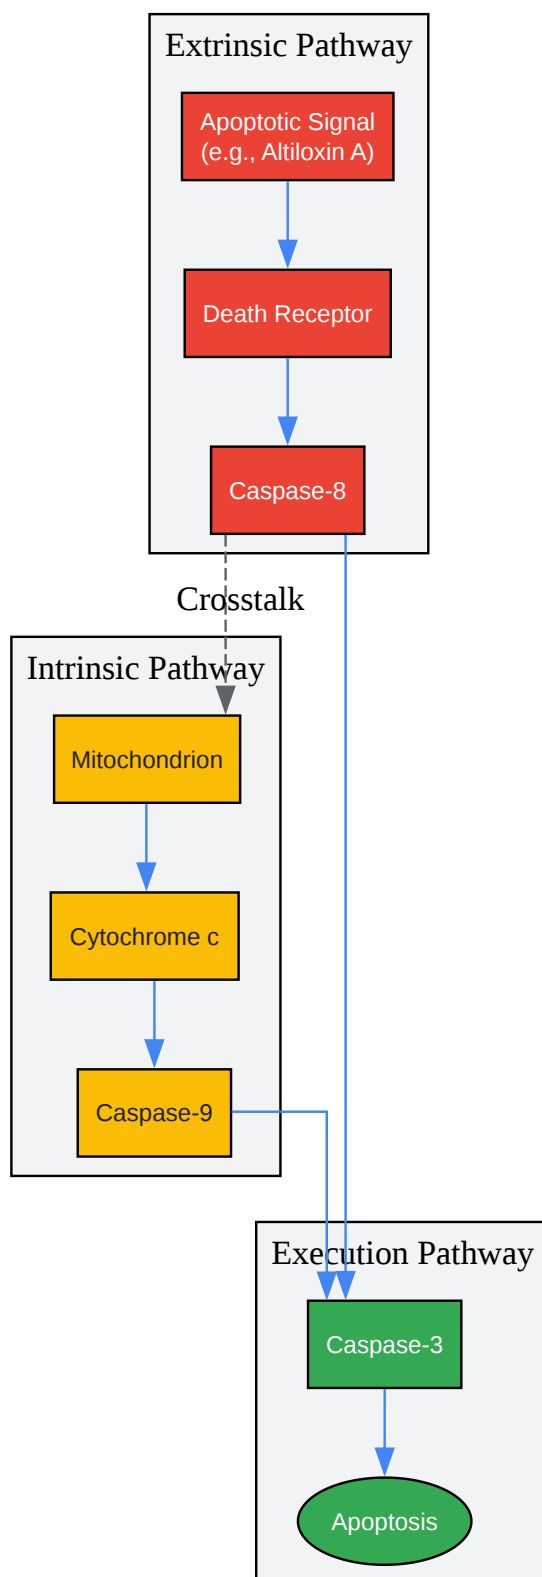 Extrinsic Pathway
Apoptotic Signal
(e.g., Altiloxin A)
Death Receptor
Caspase-8
Crosstalk
Intrinsic Pathway
Mitochondrion
Cytochrome c
Caspase-9
Execution Pathway
Caspase-3
Apoptosis